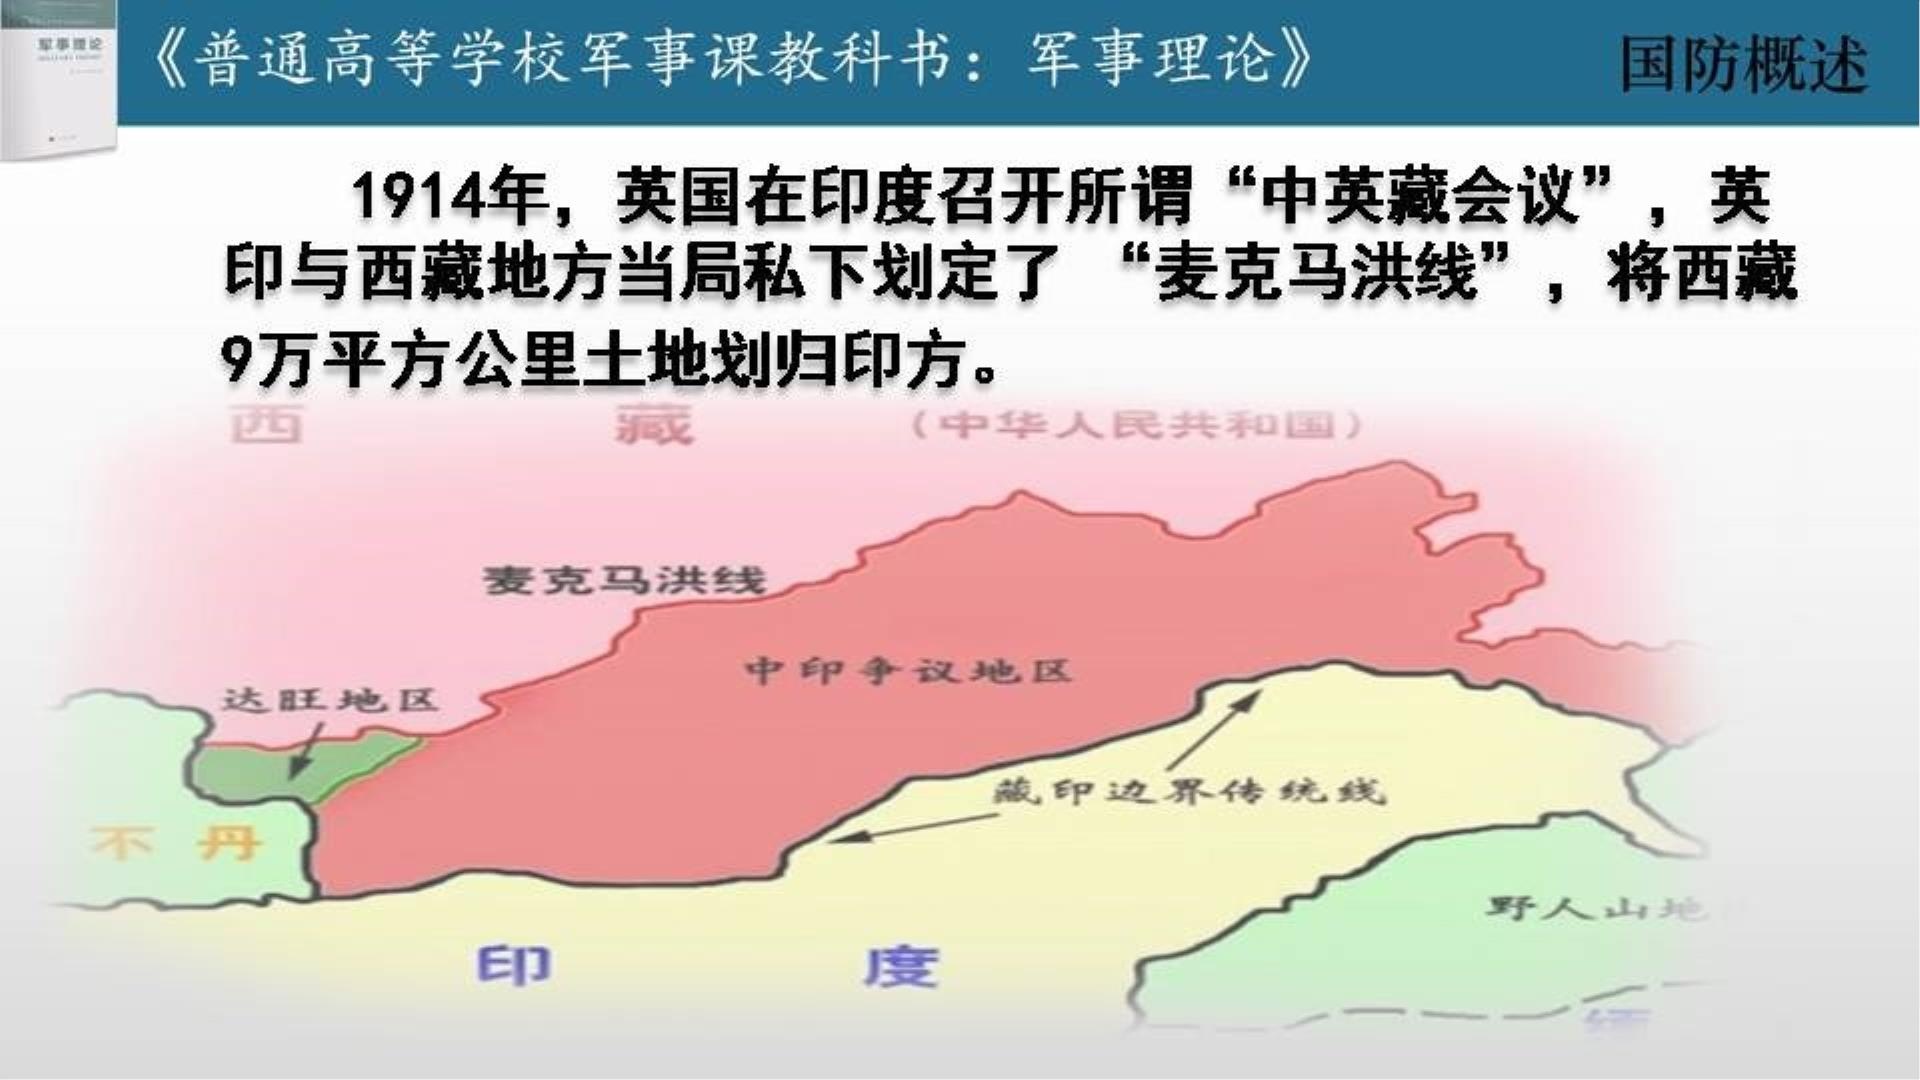 军事理论
《普通高等学校军事课教科书：军事理论》
国防概述
1914年，英国在印度召开所谓“中英藏会议”，英
印与西藏地方当局私下划定了 “麦克马洪线”，将西藏
9万平方公里土地划归印方。
西 藏 （中华人民共和国）
麦克马洪线
中印争议地区
达旺地区
藏印边界传统线
不丹
野人山地
印 度
缅